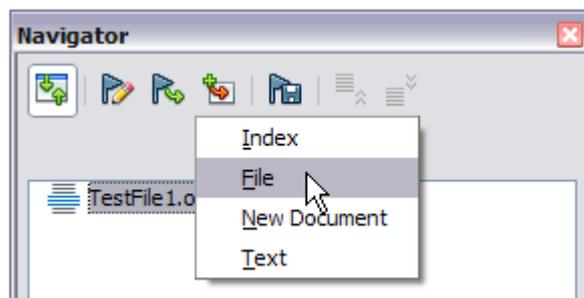 Navigator
Index
File
TestFile1.o
New Document
Text